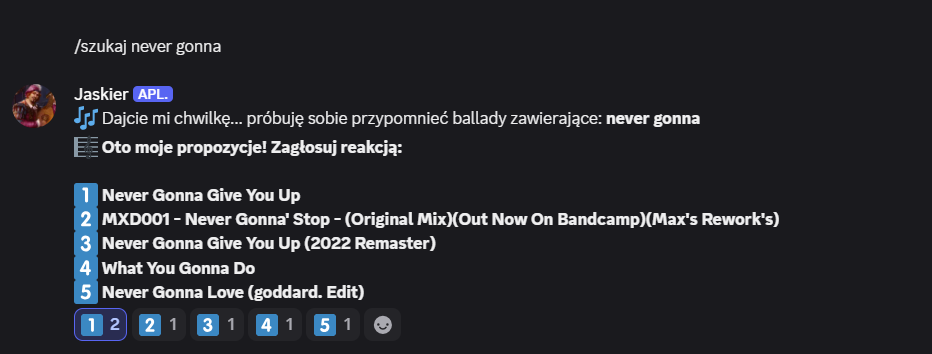 /szukaj never gonna
Jaskier APL.
🎶 Dajcie mi chwilkę... próbuję sobie przypomnieć ballady zawierające: never gonna
🎼 Oto moje propozycje! Zagłosuj reakcją:
1 Never Gonna Give You Up
2 MXD001 - Never Gonna' Stop - (Original Mix)(Out Now On Bandcamp)(Max's Rework's)
3 Never Gonna Give You Up (2022 Remaster)
4 What You Gonna Do
5 Never Gonna Love (goddard. Edit)
1 2 2 1 3 1 4 1 5 1